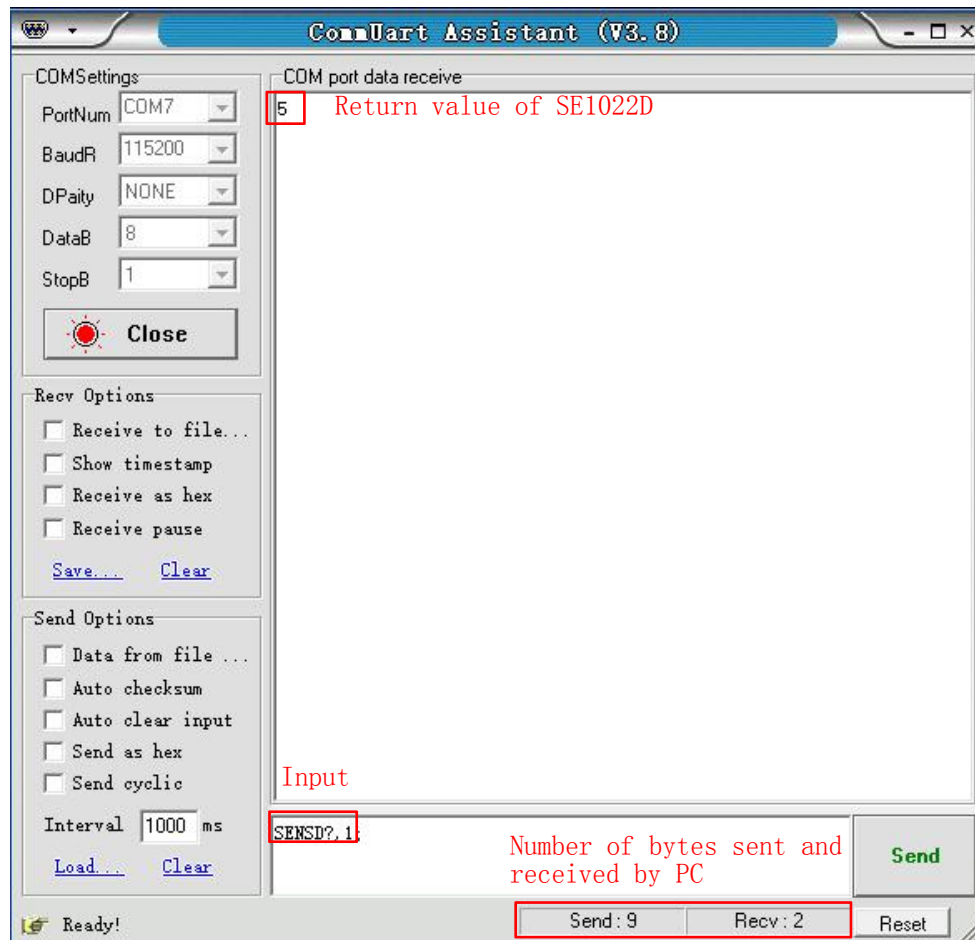 CommUart Assistant (V3.8)
COMSettings
PortNum COM7
BaudR 115200
DPaity NONE
DataB 8
StopB 1
Close
Recv Options
Receive to file...
Show timestamp
Receive as hex
Receive pause
Save... Clear
Send Options
Data from file ...
Auto checksum
Auto clear input
Send as hex
Send cyclic
Interval 1000 ms
Load... Clear
COM port data receive
5 Return value of SE1022D
Input
SENSD?,1;
Number of bytes sent and
received by PC
Send
Ready!
Send : 9 Recv : 2 Reset